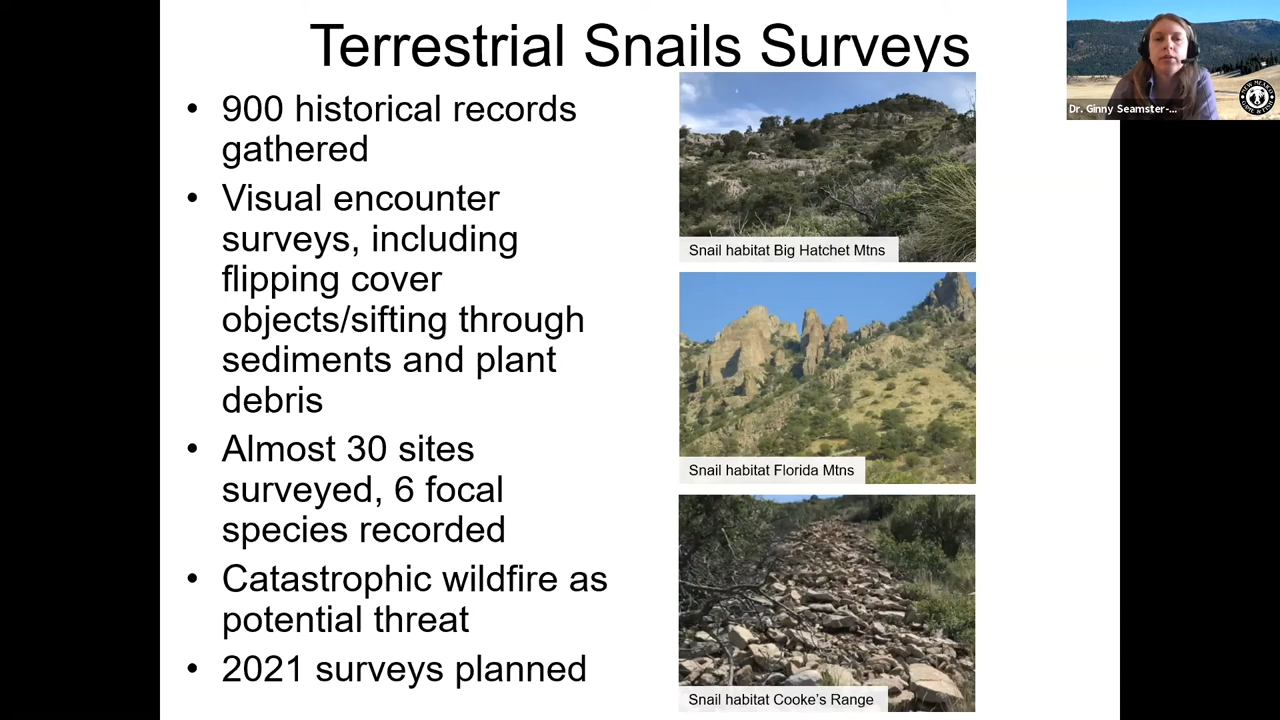 Terrestrial Snails Surveys
• 900 historical records
gathered
• Visual encounter
surveys, including
flipping cover
objects/sifting through
sediments and plant
debris
• Almost 30 sites
surveyed, 6 focal
species recorded
• Catastrophic wildfire as
potential threat
• 2021 surveys planned
Snail habitat Big Hatchet Mtns
Snail habitat Florida Mtns
Snail habitat Cooke's Range
Dr. Ginny Seamster-...